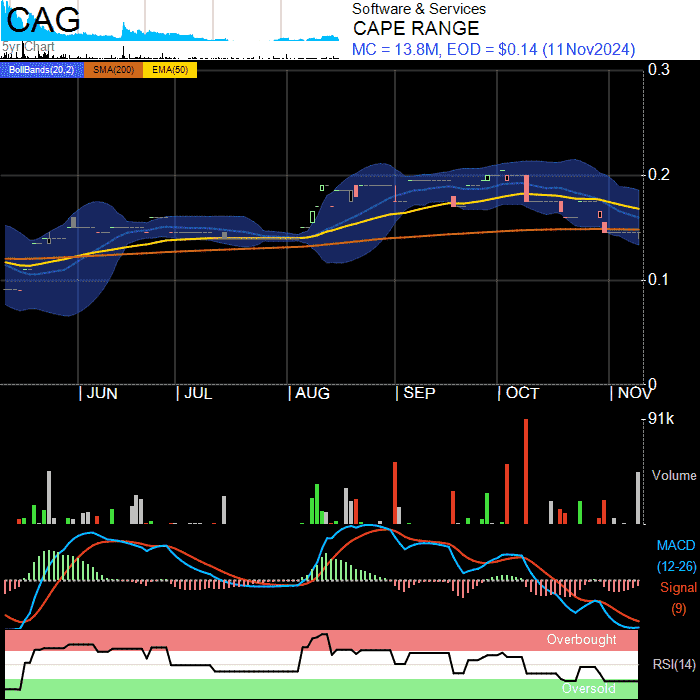 CAG
5yr Chart
Software & Services
CAPE RANGE
MC = 13.8M, EOD = $0.14 (11Nov2024)
BollBands(20,2) SMA(200) EMA(50)
0.3
0.2
0.1
0
| JUN | JUL | AUG | SEP | OCT | NOV
91k
Volume
MACD
(12-26)
Signal
(9)
Overbought
RSI(14)
Oversold